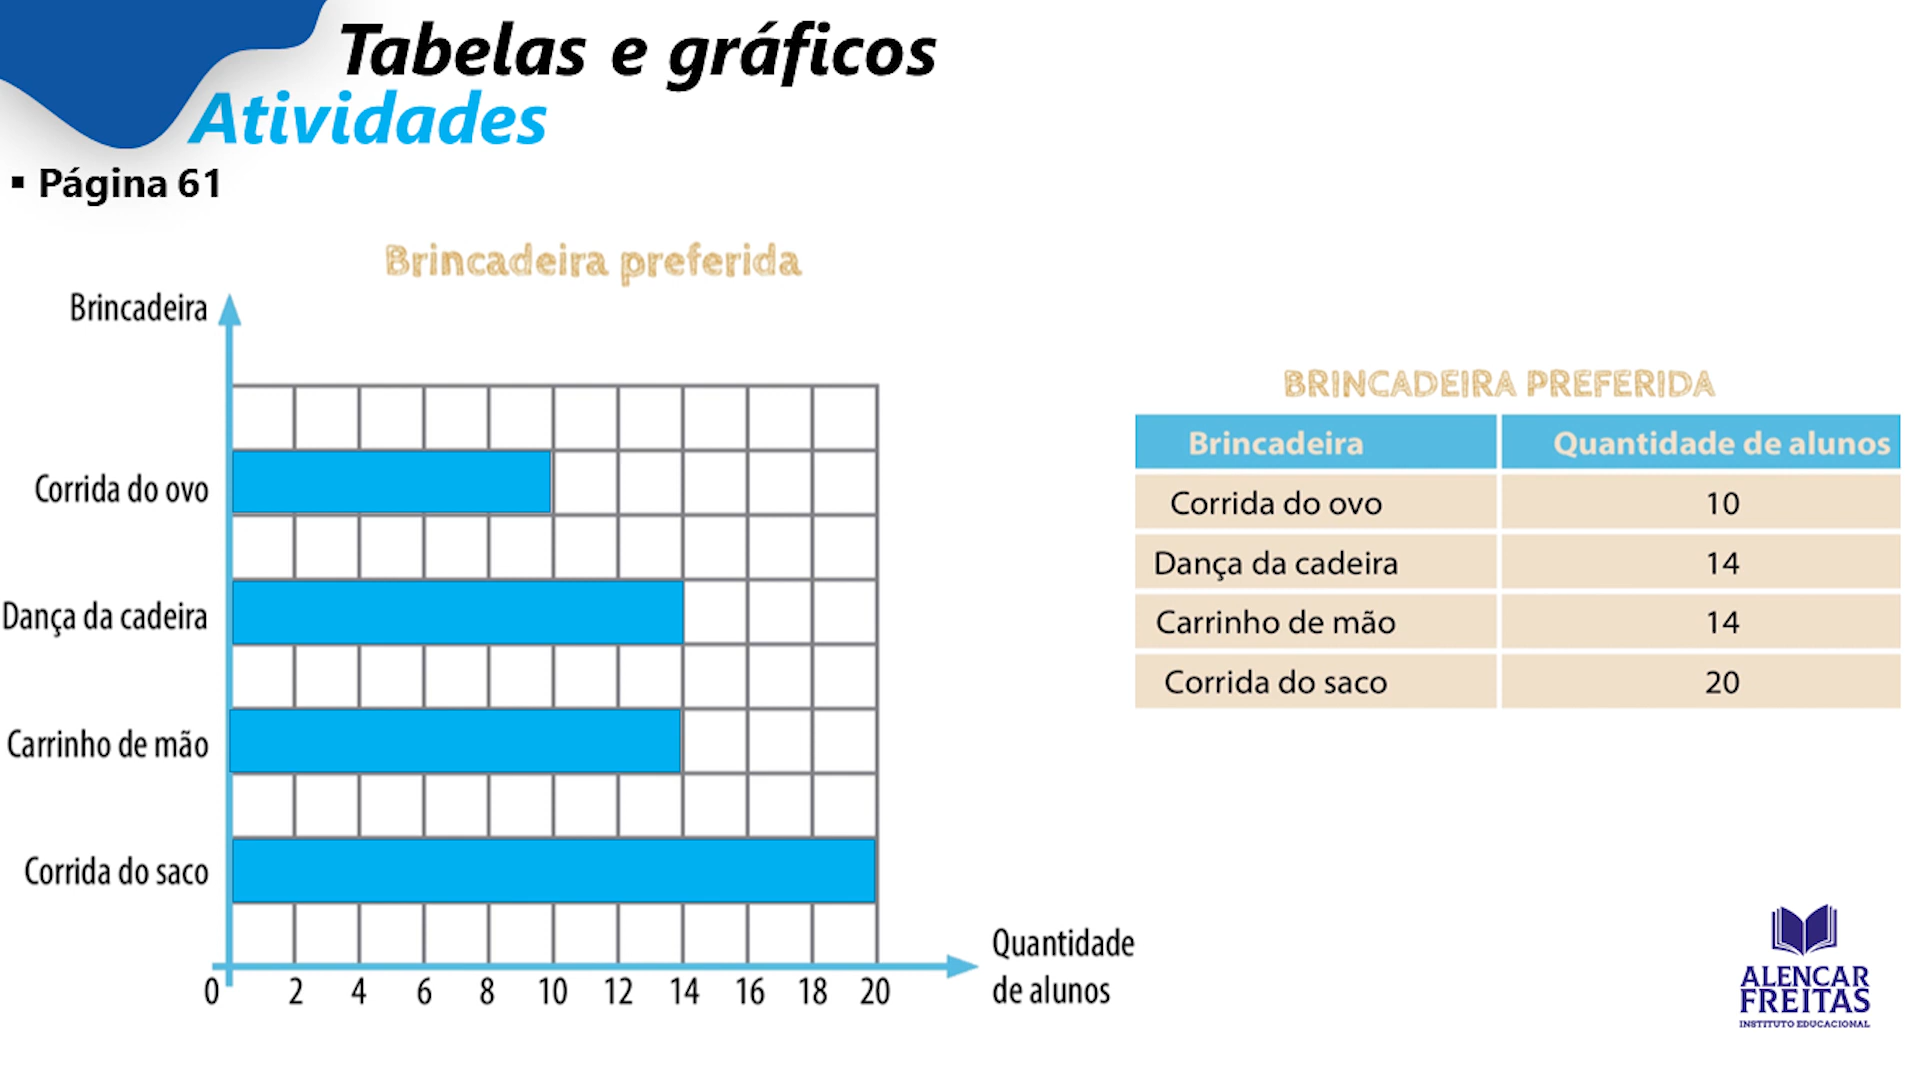 Tabelas e gráficos
Atividades
▪ Página 61
Brincadeira preferida
Brincadeira
Corrida do ovo
Dança da cadeira
Carrinho de mão
Corrida do saco
0 2 4 6 8 10 12 14 16 18 20
Quantidade
de alunos
BRINCADEIRA PREFERIDA
Brincadeira Quantidade de alunos
Corrida do ovo 10
Dança da cadeira 14
Carrinho de mão 14
Corrida do saco 20
ALENCAR
FREITAS
INSTITUTO EDUCACIONAL